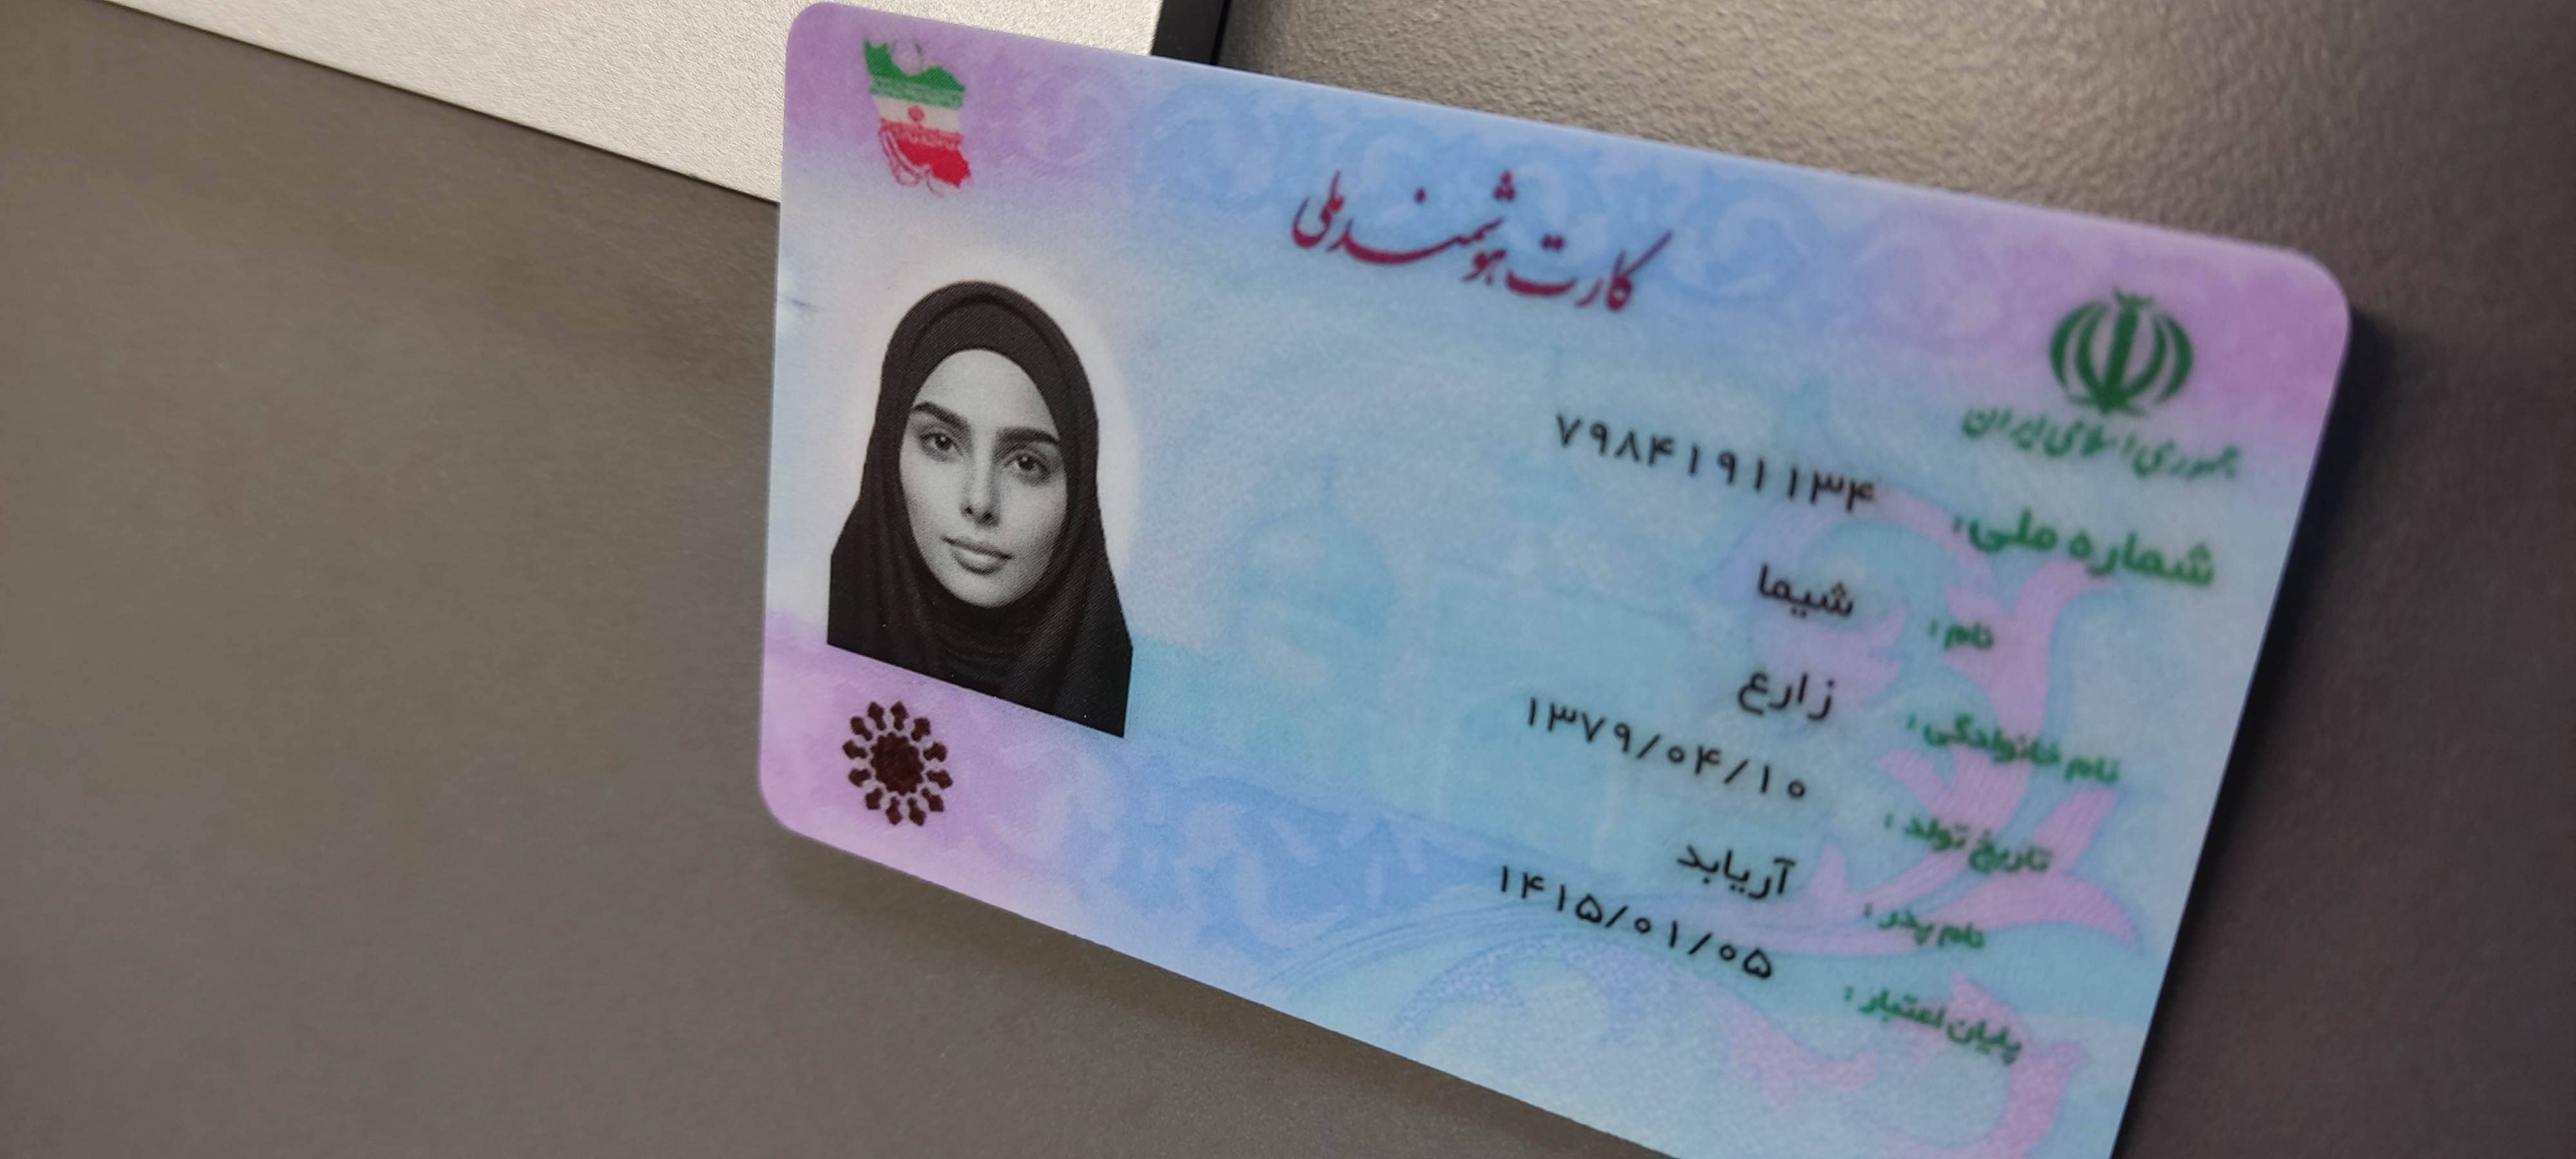 کارت هوشمند ملی
جمهوری اسلامی ایران
شماره ملی: ۷۹۸۴۱۹۱۱۳۴
نام : شیما
نام خانوادگی : زارع
تاریخ تولد : ۱۳۷۹/۰۴/۱۰
نام پدر : آریابد
پایان اعتبار : ۱۴۱۵/۰۱/۰۵